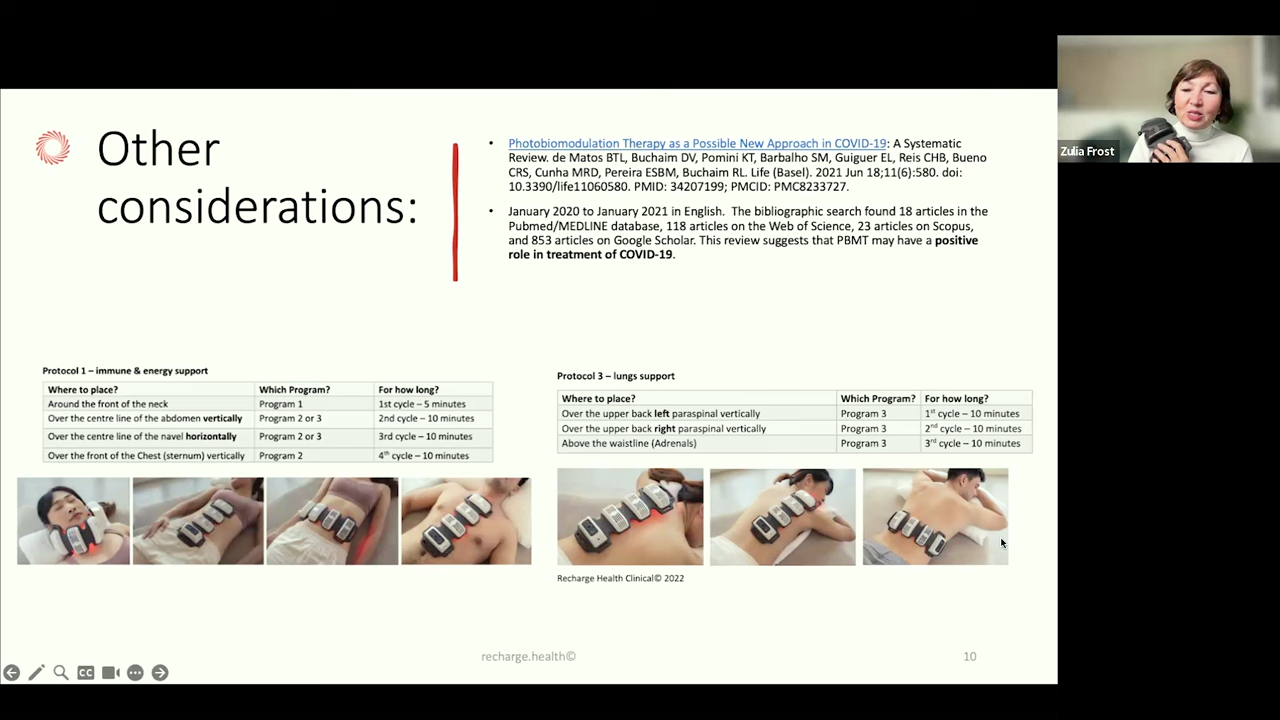 Other
considerations:
• Photobiomodulation Therapy as a Possible New Approach in COVID-19: A Systematic
Review. de Matos BTL, Buchaim DV, Pomini KT, Barbalho SM, Guiguer EL, Reis CHB, Bueno
CRS, Cunha MRD, Pereira ESBM, Buchaim RL. Life (Basel). 2021 Jun 18;11(6):580. doi:
10.3390/life11060580. PMID: 34207199; PMCID: PMC8233727.
• January 2020 to January 2021 in English. The bibliographic search found 18 articles in the
Pubmed/MEDLINE database, 118 articles on the Web of Science, 23 articles on Scopus,
and 853 articles on Google Scholar. This review suggests that PBMT may have a positive
role in treatment of COVID-19.
Zulia Frost
Protocol 1 – immune & energy support
Where to place? Which Program? For how long?
Around the front of the neck Program 1 1st cycle – 5 minutes
Over the centre line of the abdomen vertically Program 2 or 3 2nd cycle – 10 minutes
Over the centre line of the navel horizontally Program 2 or 3 3rd cycle – 10 minutes
Over the front of the Chest (sternum) vertically Program 2 4th cycle – 10 minutes
Protocol 3 – lungs support
Where to place? Which Program? For how long?
Over the upper back left paraspinal vertically Program 3 1st cycle – 10 minutes
Over the upper back right paraspinal vertically Program 3 2nd cycle – 10 minutes
Above the waistline (Adrenals) Program 3 3rd cycle – 10 minutes
Recharge Health Clinical© 2022
CC
recharge.health©
10